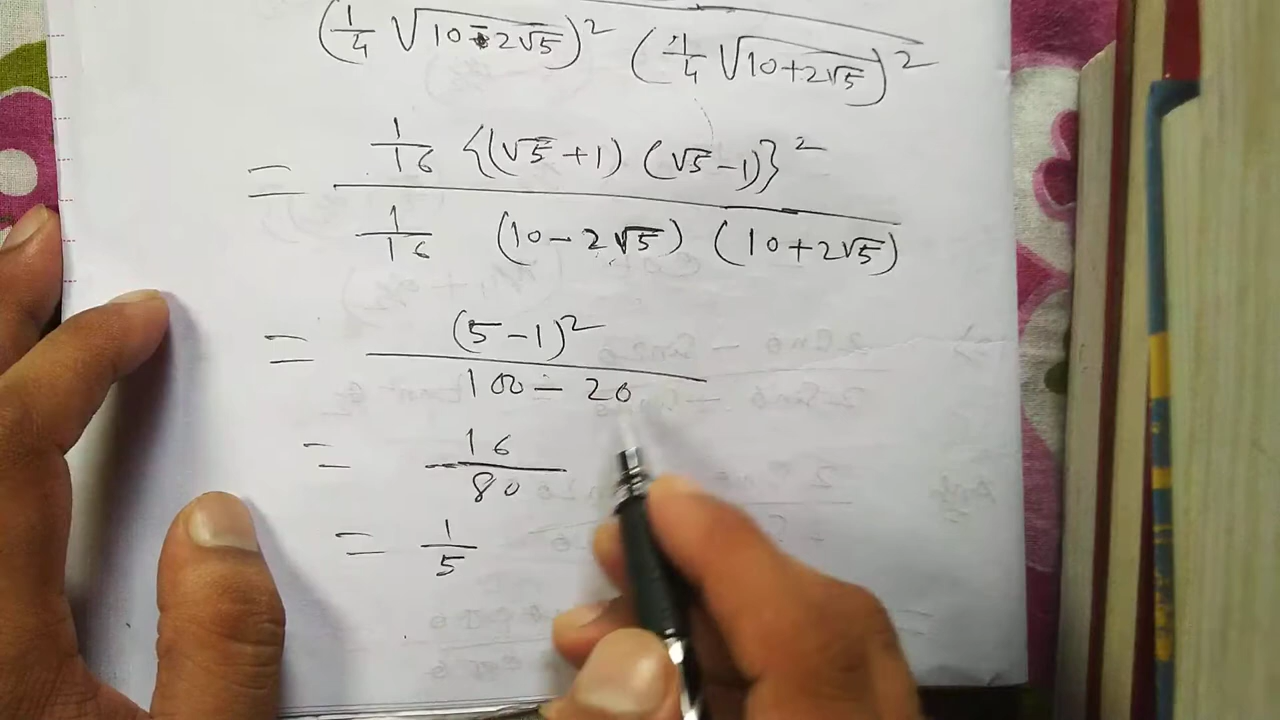 (1/4 √10-2√5)² (1/4 √10+2√5)²
= 1/16 {(√5+1) (√5-1)}²
1/16 (10-2√5) (10+2√5)
= (5-1)²
100-20
= 16/80
= 1/5